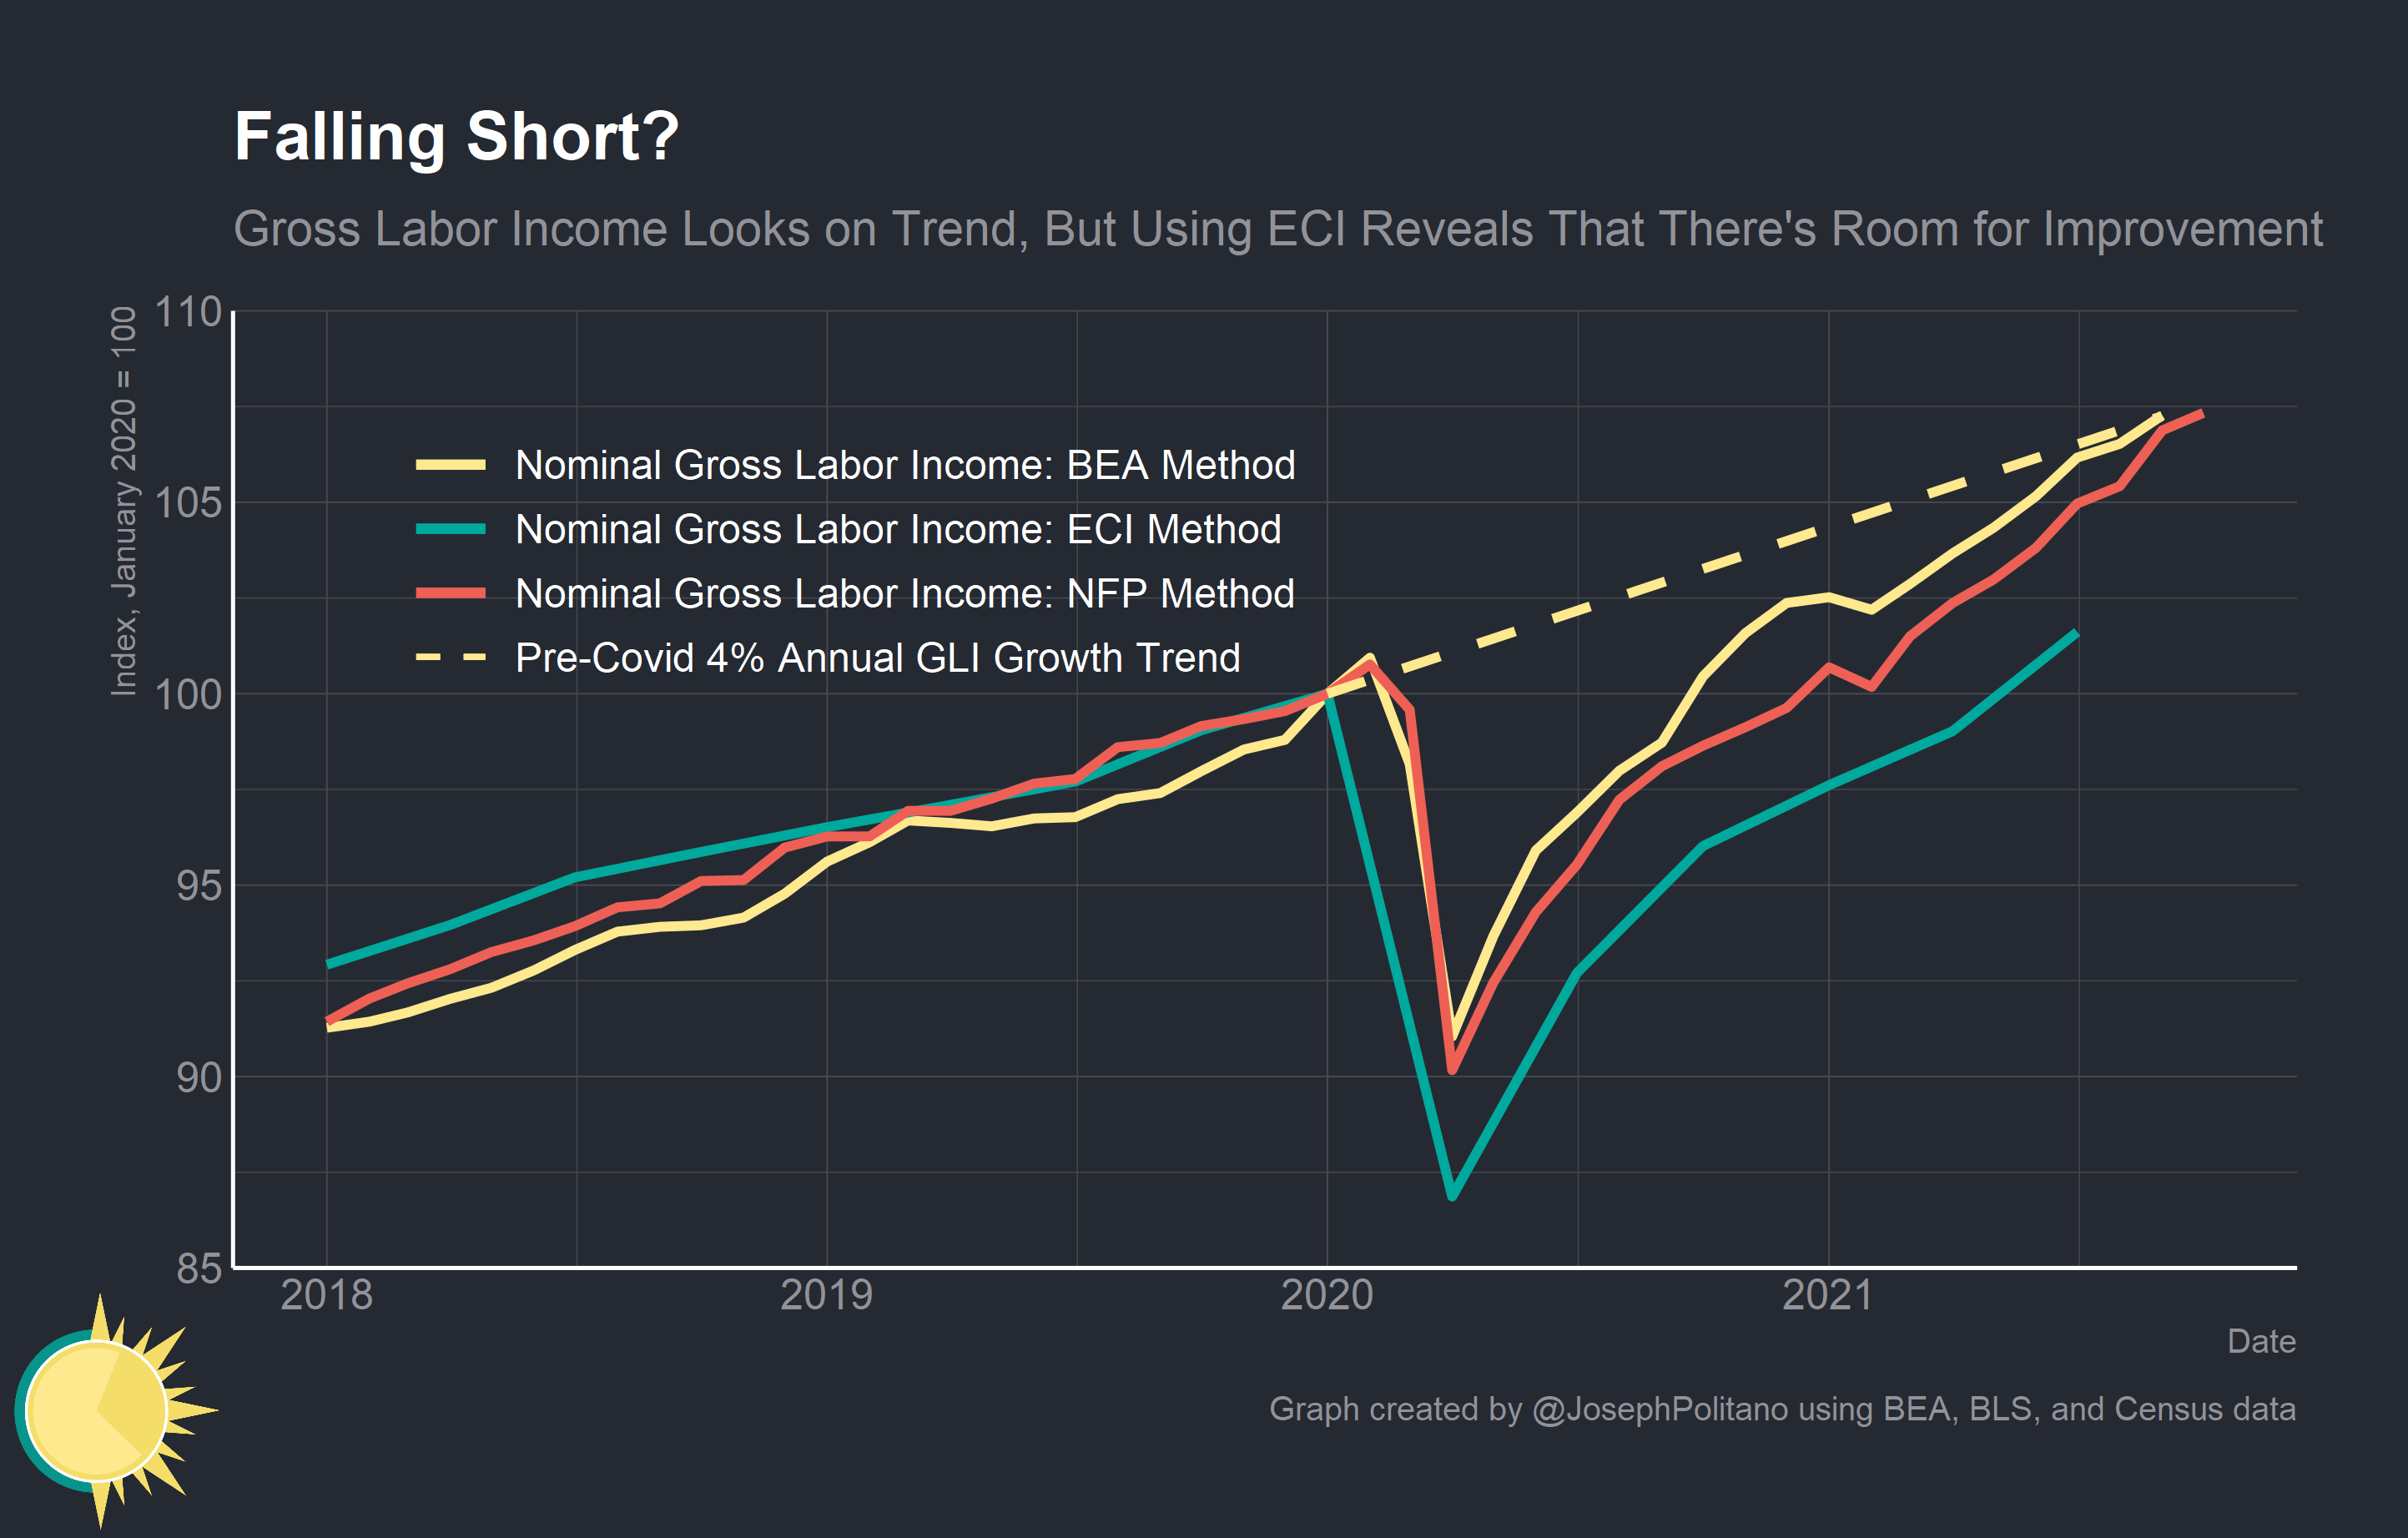 Falling Short?
Gross Labor Income Looks on Trend, But Using ECI Reveals That There's Room for Improvement
Index, January 2020 = 100
110
105
100
95
90
85
Nominal Gross Labor Income: BEA Method
Nominal Gross Labor Income: ECI Method
Nominal Gross Labor Income: NFP Method
Pre-Covid 4% Annual GLI Growth Trend
2018 2019 2020 2021
Date
Graph created by @JosephPolitano using BEA, BLS, and Census data